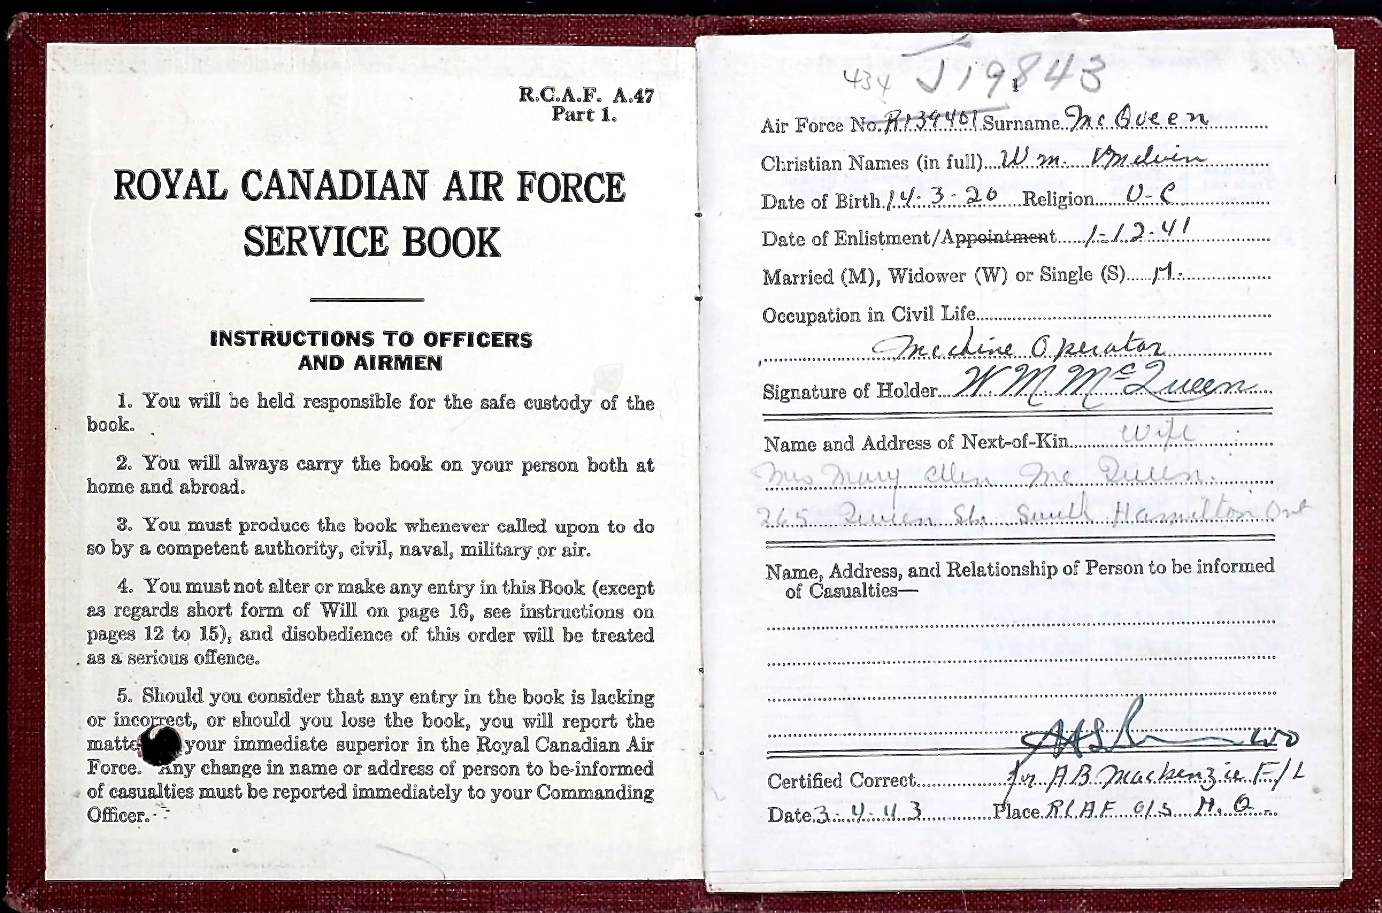 R.C.A.F. A.47
Part 1.
ROYAL CANADIAN AIR FORCE
SERVICE BOOK
INSTRUCTIONS TO OFFICERS
AND AIRMEN
1. You will be held responsible for the safe custody of the
book.
2. You will always carry the book on your person both at
home and abroad.
3. You must produce the book whenever called upon to do
so by a competent authority, civil, naval, military or air.
4. You must not alter or make any entry in this Book (except
as regards short form of Will on page 16, see instructions on
pages 12 to 15), and disobedience of this order will be treated
as a serious offence.
5. Should you consider that any entry in the book is lacking
or incorrect, or should you lose the book, you will report the
your immediate superior in the Royal Canadian Air
Force. Any change in name or address of person to be informed
of casualties must be reported immediately to your Commanding
Officer.
434 J19843
Air Force No. R139401 Surname McQueen
Christian Names (in full) Wm. Melvin
Date of Birth 14.3.20 Religion U-C
Date of Enlistment/Appointment 1-12-41
Married (M), Widower (W) or Single (S) M.
Occupation in Civil Life
Machine Operator
Signature of Holder W M McQueen
Name and Address of Next-of-Kin Wife
Mrs Mary Ellen McQueen.
265 Queen St. South Hamilton Ont
Name, Address, and Relationship of Person to be informed
of Casualties—
WO
Certified Correct for A.B. Mackenzie F/L
Date 3.4.43 Place RCAF O/S H.Q.